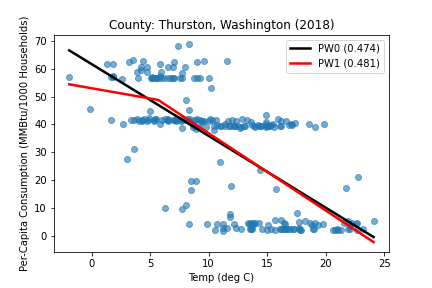 County: Thurston, Washington (2018)
PW0 (0.474)
PW1 (0.481)
Per-Capita Consumption (MMBtu/1000 Households)
70
60
50
40
30
20
10
0
0 5 10 15 20 25
Temp (deg C)